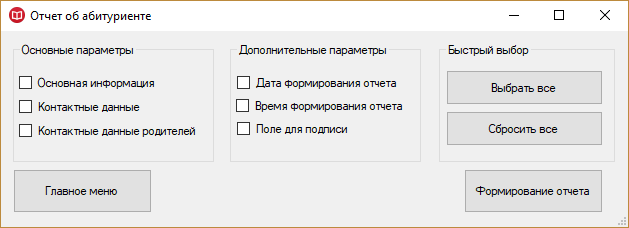 Отчет об абитуриенте
Основные параметры
Основная информация
Контактные данные
Контактные данные родителей
Дополнительные параметры
Дата формирования отчета
Время формирования отчета
Поле для подписи
Быстрый выбор
Выбрать все
Сбросить все
Главное меню
Формирование отчета